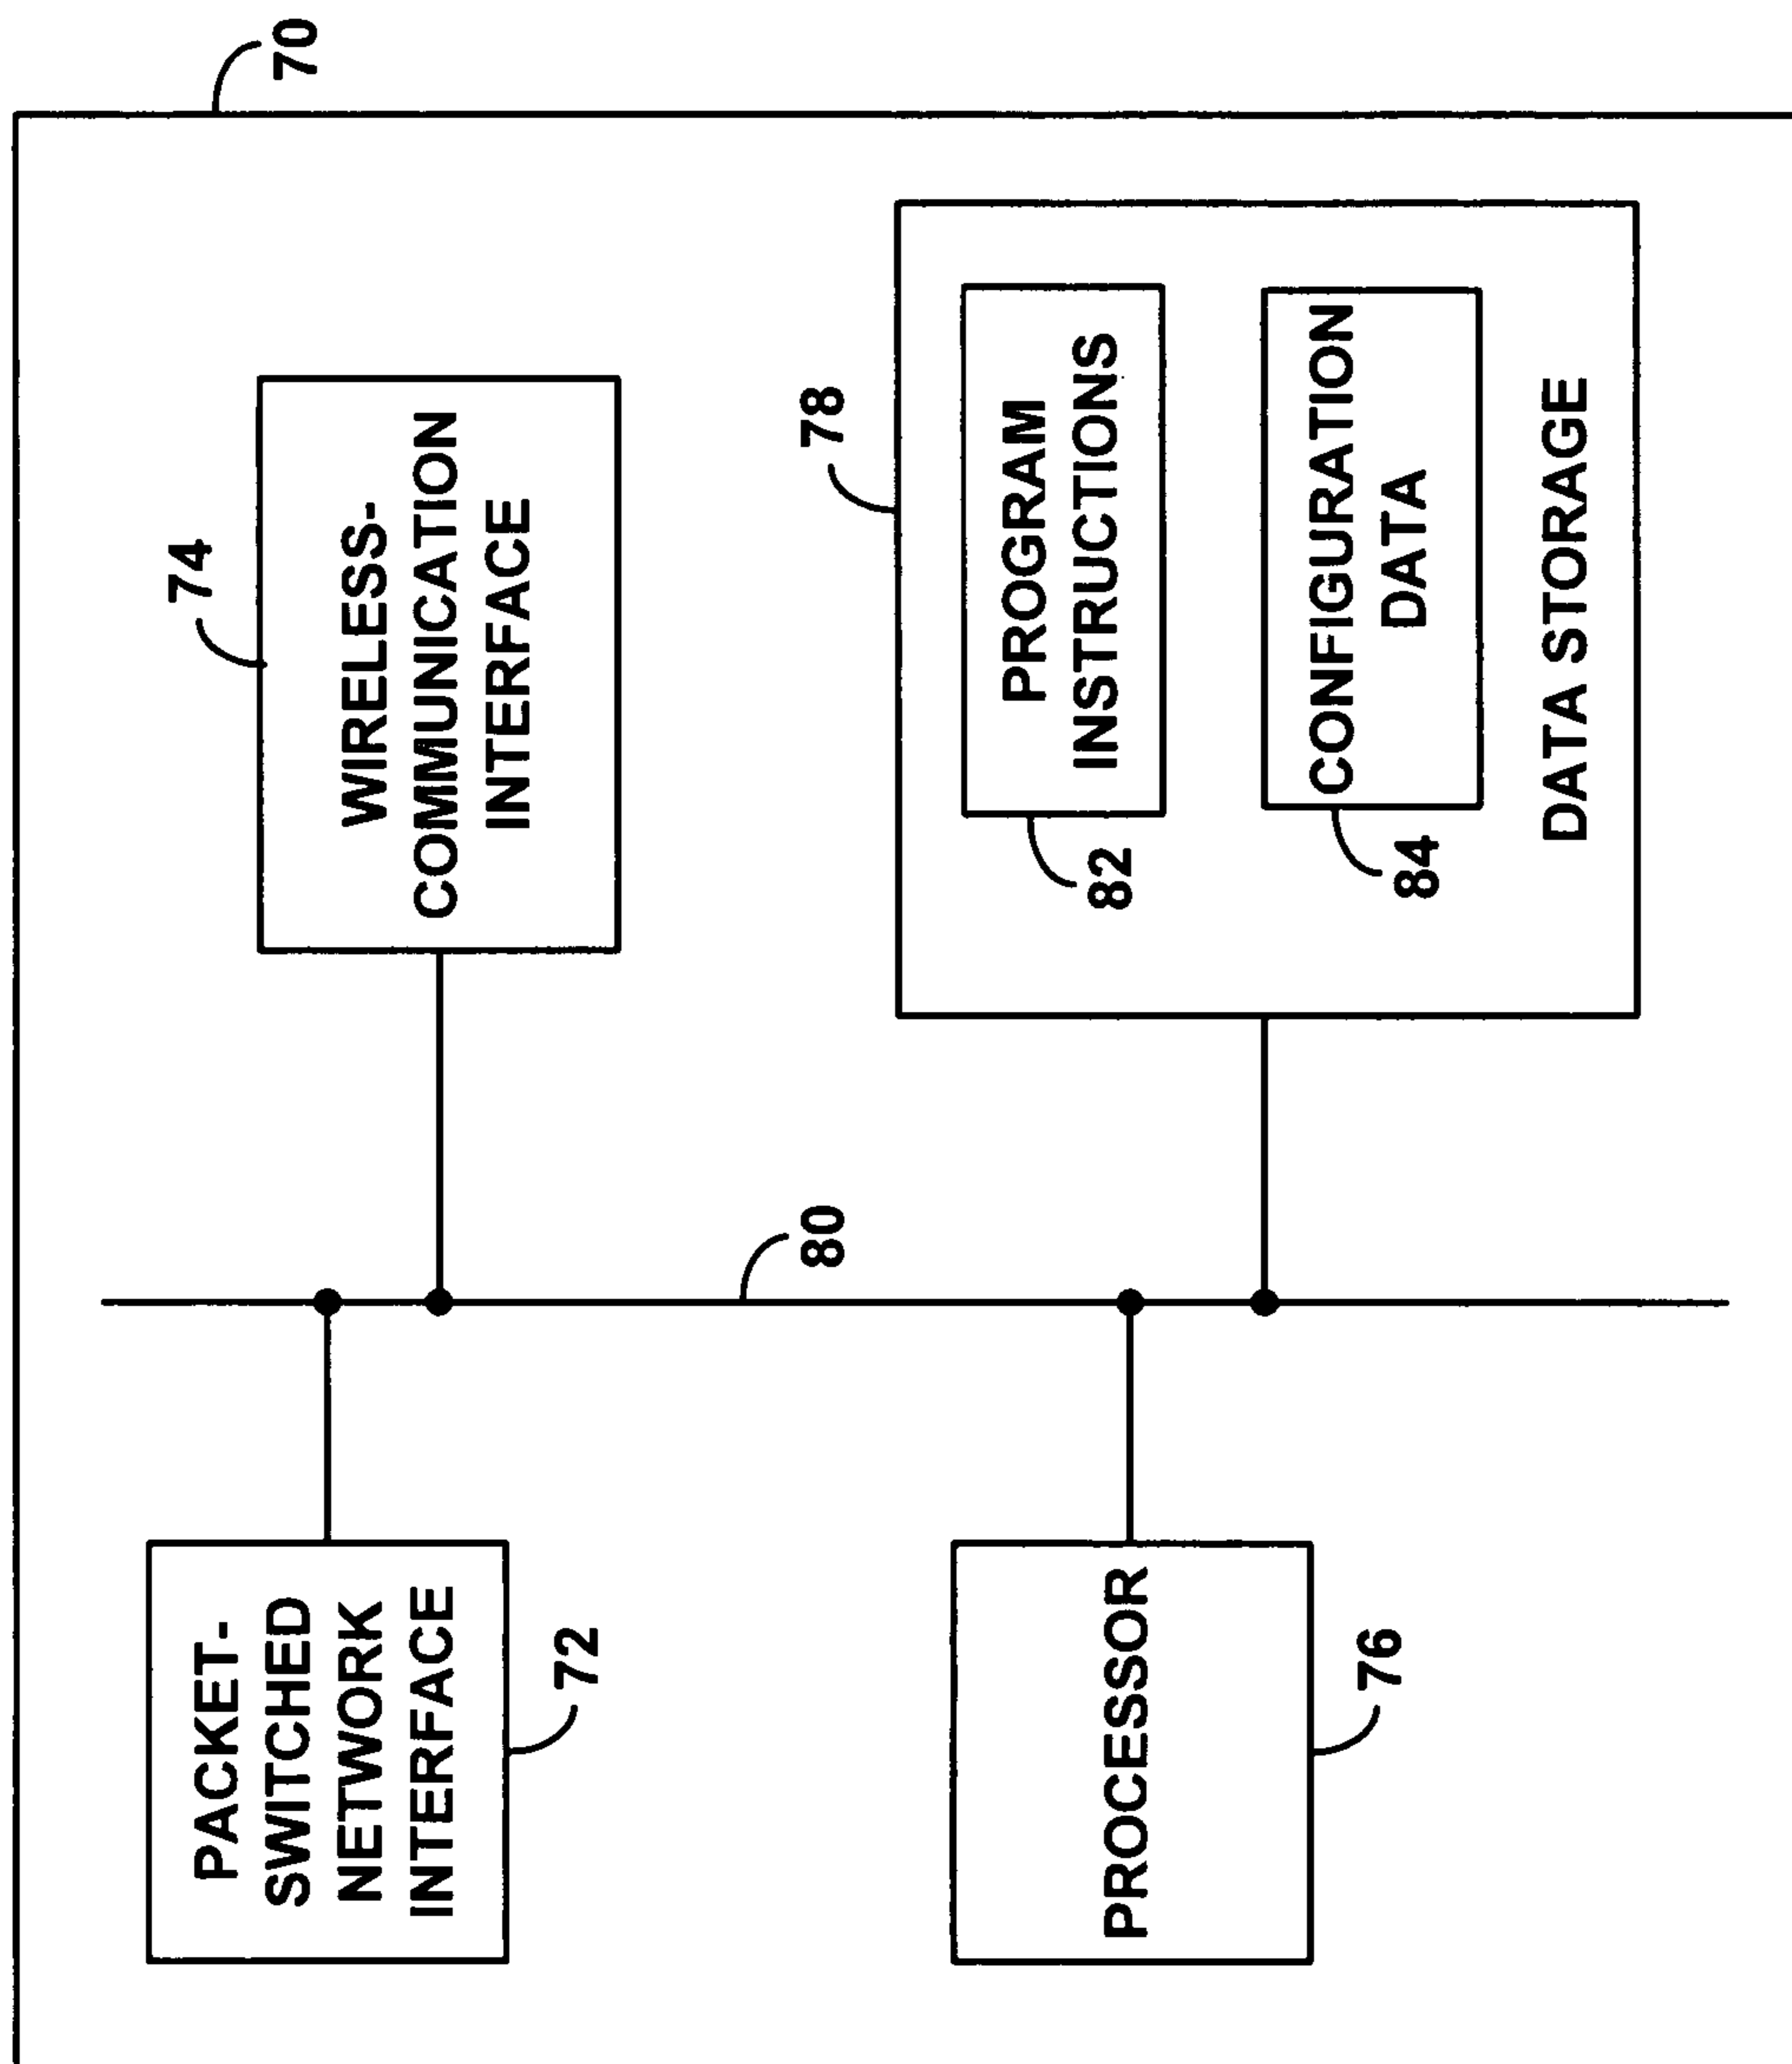 70
PACKET-
SWITCHED
NETWORK
INTERFACE
72
74
WIRELESS-
COMMUNICATION
INTERFACE
80
PROCESSOR
76
78
PROGRAM
INSTRUCTIONS
82
CONFIGURATION
DATA
84
DATA STORAGE